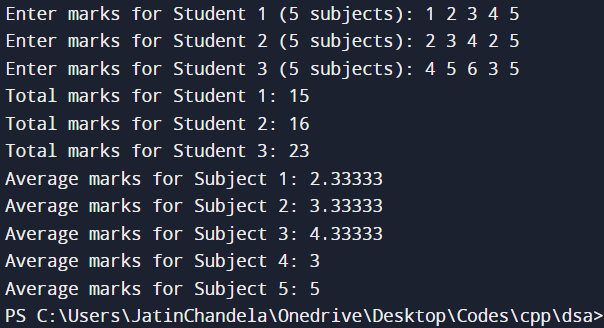 Enter marks for Student 1 (5 subjects): 1 2 3 4 5
Enter marks for Student 2 (5 subjects): 2 3 4 2 5
Enter marks for Student 3 (5 subjects): 4 5 6 3 5
Total marks for Student 1: 15
Total marks for Student 2: 16
Total marks for Student 3: 23
Average marks for Subject 1: 2.33333
Average marks for Subject 2: 3.33333
Average marks for Subject 3: 4.33333
Average marks for Subject 4: 3
Average marks for Subject 5: 5
PS C:\Users\JatinChandela\Onedrive\Desktop\Codes\cpp\dsa>